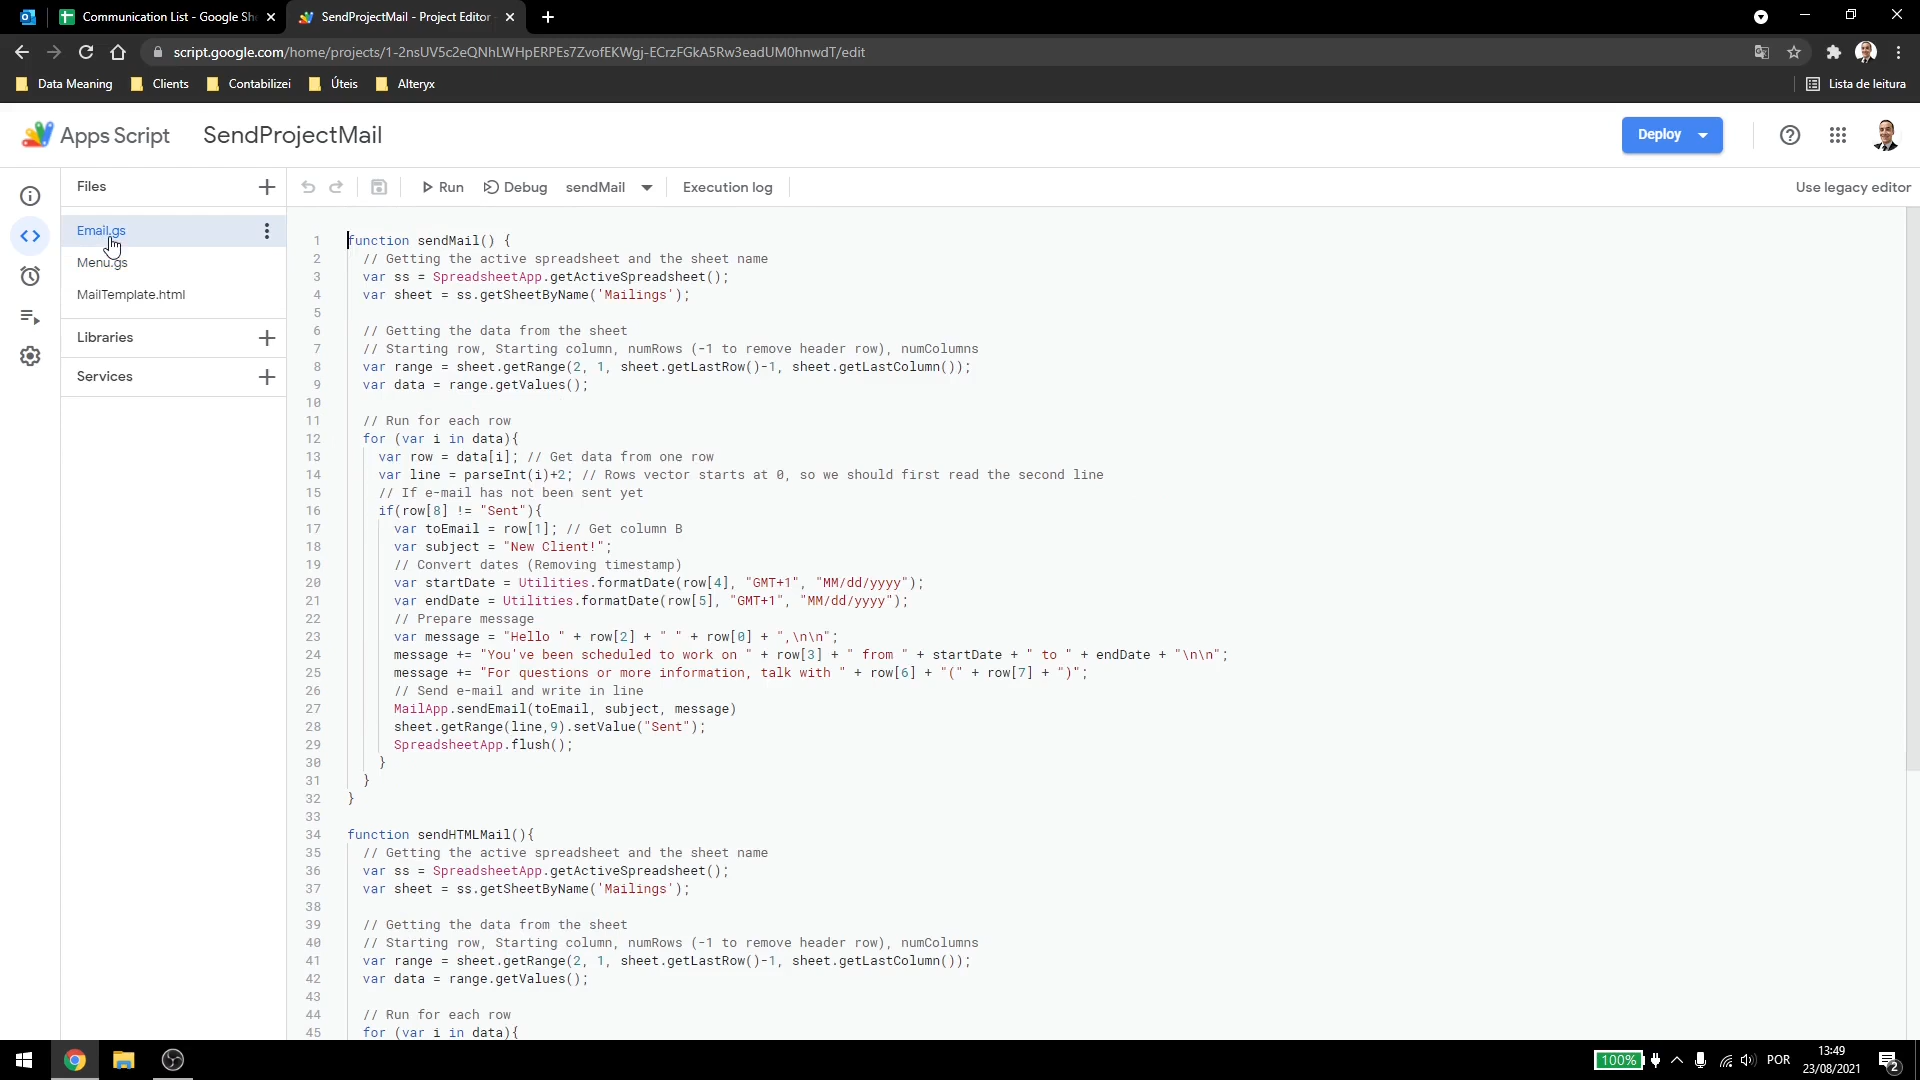 Communication List - Google Sh
SendProjectMail - Project Editor
script.google.com/home/projects/1-2nsUV5c2eQNhLWHpERPEs7ZvofEKWgj-ECrzFGkA5Rw3eadUM0hnwdT/edit
Data Meaning
Clients
Contabilizei
Úteis
Alteryx
Lista de leitura
Apps Script
SendProjectMail
Deploy
Files
Run
Debug
sendMail
Execution log
Use legacy editor
Email.gs
Menu.gs
MailTemplate.html
Libraries
Services
1 function sendMail() {
2 // Getting the active spreadsheet and the sheet name
3 var ss = SpreadsheetApp.getActiveSpreadsheet();
4 var sheet = ss.getSheetByName('Mailings');
5
6 // Getting the data from the sheet
7 // Starting row, Starting column, numRows (-1 to remove header row), numColumns
8 var range = sheet.getRange(2, 1, sheet.getLastRow()-1, sheet.getLastColumn());
9 var data = range.getValues();
10
11 // Run for each row
12 for (var i in data){
13 var row = data[i]; // Get data from one row
14 var line = parseInt(i)+2; // Rows vector starts at 0, so we should first read the second line
15 // If e-mail has not been sent yet
16 if(row[8] != "Sent"){
17 var toEmail = row[1]; // Get column B
18 var subject = "New Client!";
19 // Convert dates (Removing timestamp)
20 var startDate = Utilities.formatDate(row[4], "GMT+1", "MM/dd/yyyy");
21 var endDate = Utilities.formatDate(row[5], "GMT+1", "MM/dd/yyyy");
22 // Prepare message
23 var message = "Hello " + row[2] + " " + row[0] + ",\n\n";
24 message += "You've been scheduled to work on " + row[3] + " from " + startDate + " to " + endDate + "\n\n";
25 message += "For questions or more information, talk with " + row[6] + "(" + row[7] + ")";
26 // Send e-mail and write in line
27 MailApp.sendEmail(toEmail, subject, message)
28 sheet.getRange(line,9).setValue("Sent");
29 SpreadsheetApp.flush();
30 }
31 }
32 }
33
34 function sendHTMLMail(){
35 // Getting the active spreadsheet and the sheet name
36 var ss = SpreadsheetApp.getActiveSpreadsheet();
37 var sheet = ss.getSheetByName('Mailings');
38
39 // Getting the data from the sheet
40 // Starting row, Starting column, numRows (-1 to remove header row), numColumns
41 var range = sheet.getRange(2, 1, sheet.getLastRow()-1, sheet.getLastColumn());
42 var data = range.getValues();
43
44 // Run for each row
45 for (var i in data){
100%
POR
13:49
23/08/2021
2